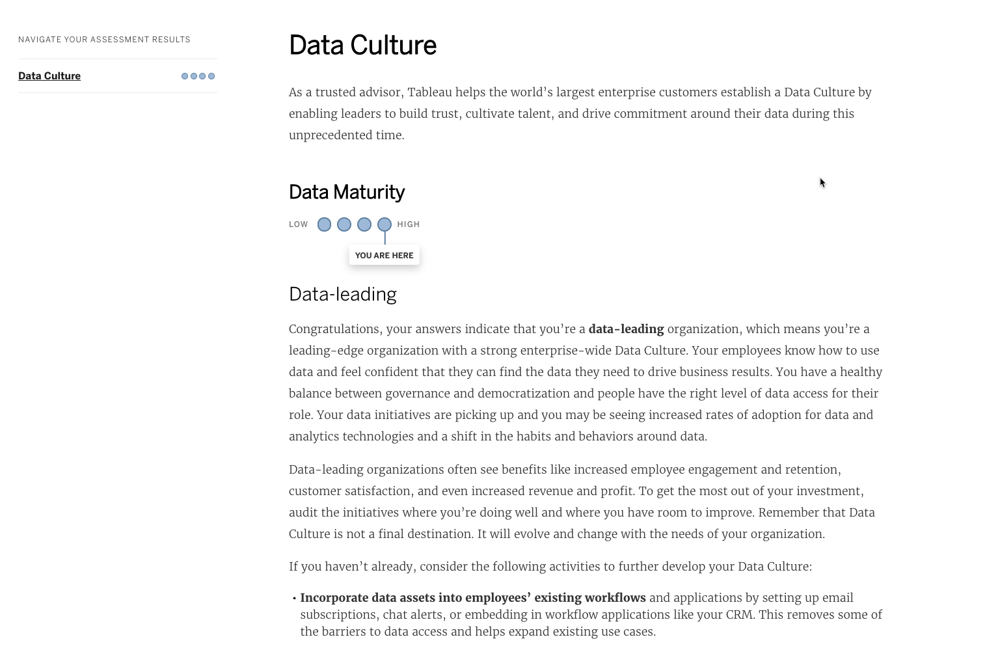 NAVIGATE YOUR ASSESSMENT RESULTS
Data Culture
Data Culture
As a trusted advisor, Tableau helps the world’s largest enterprise customers establish a Data Culture by
enabling leaders to build trust, cultivate talent, and drive commitment around their data during this
unprecedented time.
Data Maturity
LOW HIGH
YOU ARE HERE
Data-leading
Congratulations, your answers indicate that you’re a data-leading organization, which means you’re a
leading-edge organization with a strong enterprise-wide Data Culture. Your employees know how to use
data and feel confident that they can find the data they need to drive business results. You have a healthy
balance between governance and democratization and people have the right level of data access for their
role. Your data initiatives are picking up and you may be seeing increased rates of adoption for data and
analytics technologies and a shift in the habits and behaviors around data.
Data-leading organizations often see benefits like increased employee engagement and retention,
customer satisfaction, and even increased revenue and profit. To get the most out of your investment,
audit the initiatives where you’re doing well and where you have room to improve. Remember that Data
Culture is not a final destination. It will evolve and change with the needs of your organization.
If you haven’t already, consider the following activities to further develop your Data Culture:
• Incorporate data assets into employees’ existing workflows and applications by setting up email
subscriptions, chat alerts, or embedding in workflow applications like your CRM. This removes some of
the barriers to data access and helps expand existing use cases.